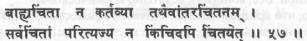 बाह्यचिंता न कर्तव्या तथैवांतरचिंतनम्
सर्वचिंतां परित्यज्य न किंचिदपि चिंतयेत् ॥ ५७ ॥